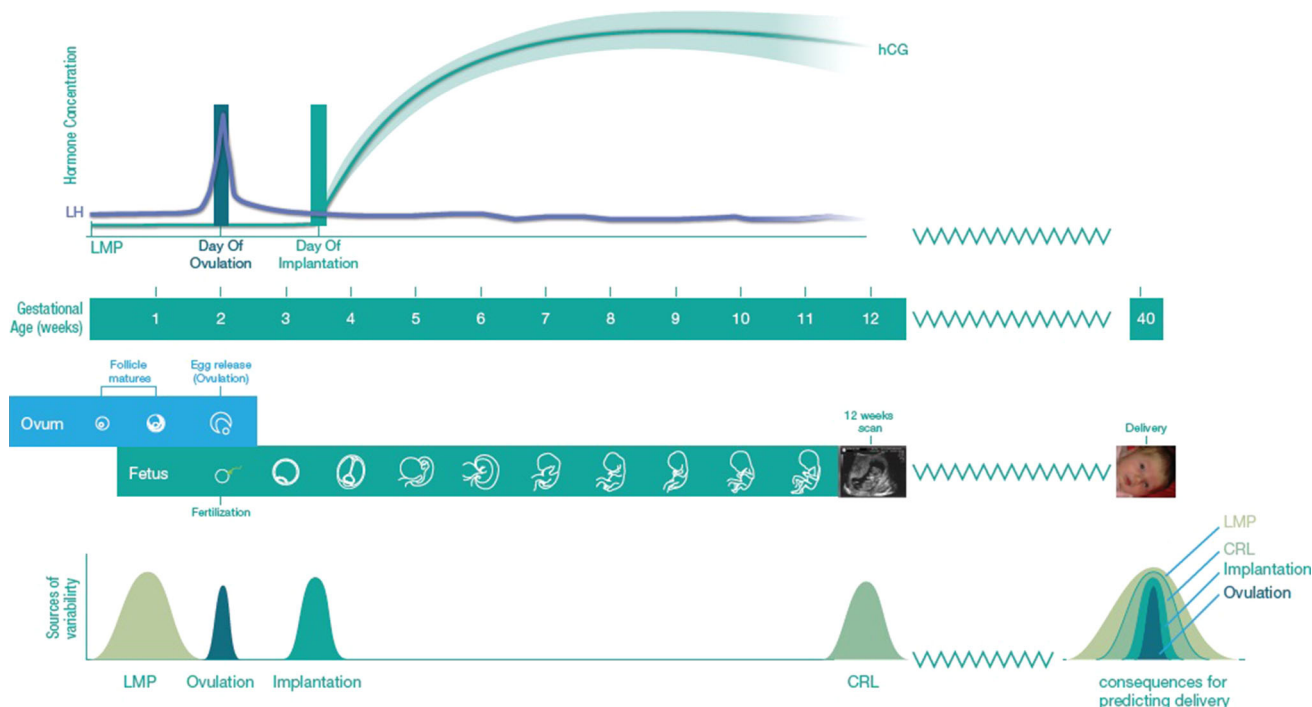 Hormone Concentration
hCG
LH
LMP
Day Of
Ovulation
Day Of
Implantation
Gestational
Age (weeks)
1 2 3 4 5 6 7 8 9 10 11 12 40
Follicle
matures
Egg release
(Ovulation)
Ovum
12 weeks
scan
Delivery
Fetus
Fertilization
Sources of
variability
LMP
CRL
Implantation
Ovulation
LMP Ovulation Implantation CRL
consequences for
predicting delivery